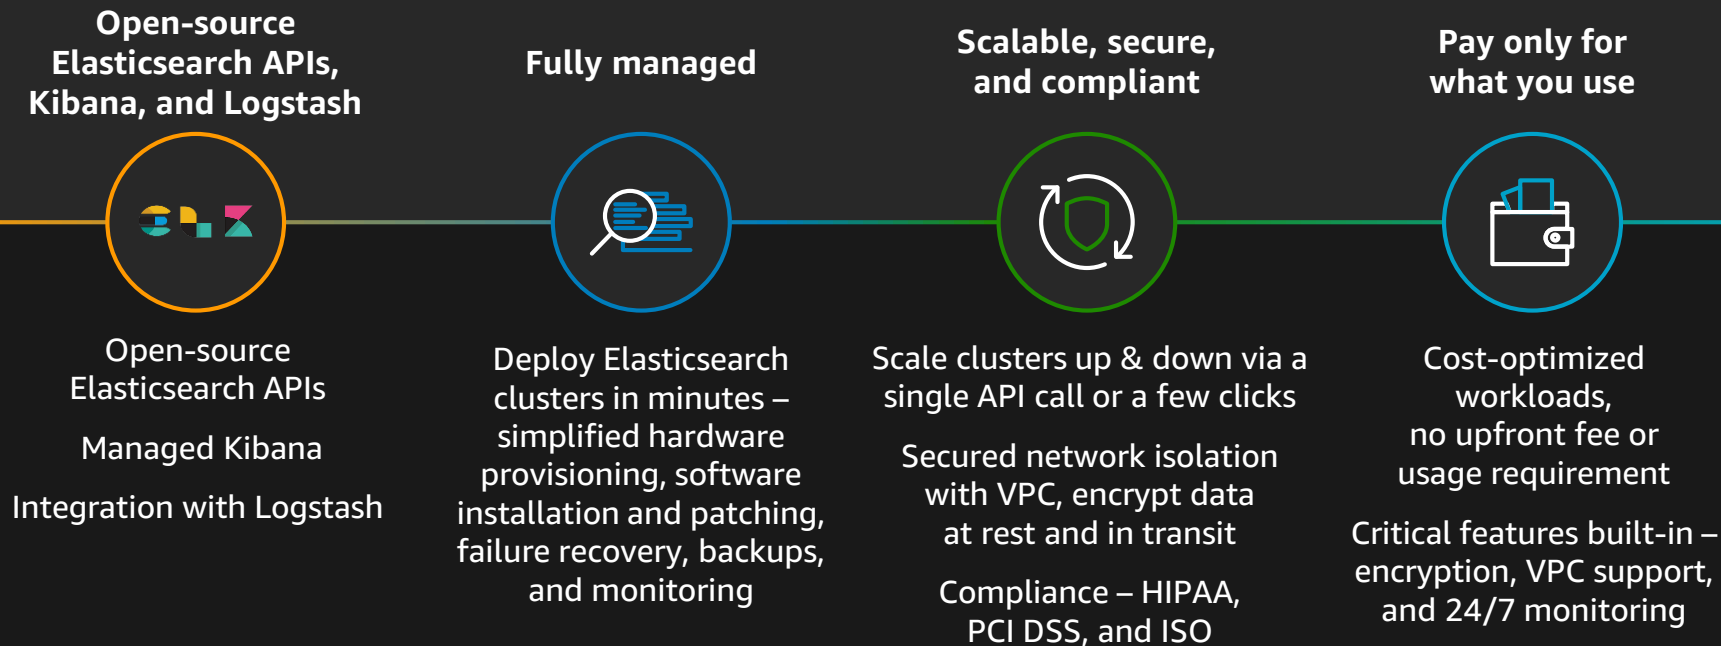 Open-source
Elasticsearch APIs,
Kibana, and Logstash
Open-source
Elasticsearch APIs
Managed Kibana
Integration with Logstash
Fully managed
Deploy Elasticsearch
clusters in minutes –
simplified hardware
provisioning, software
installation and patching,
failure recovery, backups,
and monitoring
Scalable, secure,
and compliant
Scale clusters up & down via a
single API call or a few clicks
Secured network isolation
with VPC, encrypt data
at rest and in transit
Compliance – HIPAA,
PCI DSS, and ISO
Pay only for
what you use
Cost-optimized
workloads,
no upfront fee or
usage requirement
Critical features built-in –
encryption, VPC support,
and 24/7 monitoring